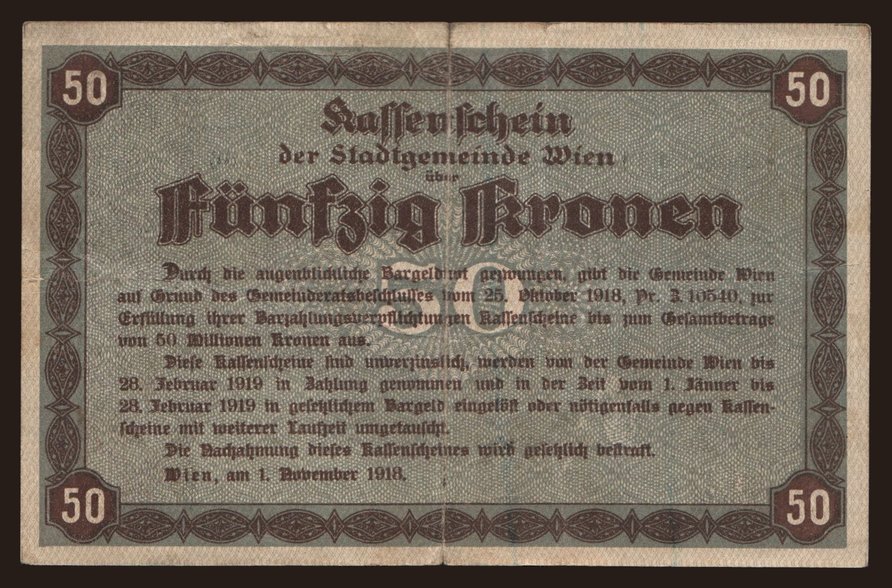 50
50
Kassenschein
der Stadtgemeinde Wien
über
Fünfzig Kronen
50
Durch die augenblickliche Bargeldnot gezwungen, gibt die Gemeinde Wien
auf Grund des Gemeinderatsbeschlusses vom 25. Oktober 1918, Pr. Z. 10540, zur
Erfüllung ihrer Barzahlungsverpflichtungen Kassenscheine bis zum Gesamtbetrage
von 50 Millionen Kronen aus.
Diese Kassenscheine sind unverzinslich, werden von der Gemeinde Wien bis
28. Februar 1919 in Zahlung genommen und in der Zeit vom 1. Jänner bis
28. Februar 1919 in gesetzlichem Bargeld eingelöst oder nötigenfalls gegen Kassen-
scheine mit weiterer Laufzeit umgetauscht.
Die Nachahmung dieses Kassenscheines wird gesetzlich bestraft.
Wien, am 1. November 1918.
50
50